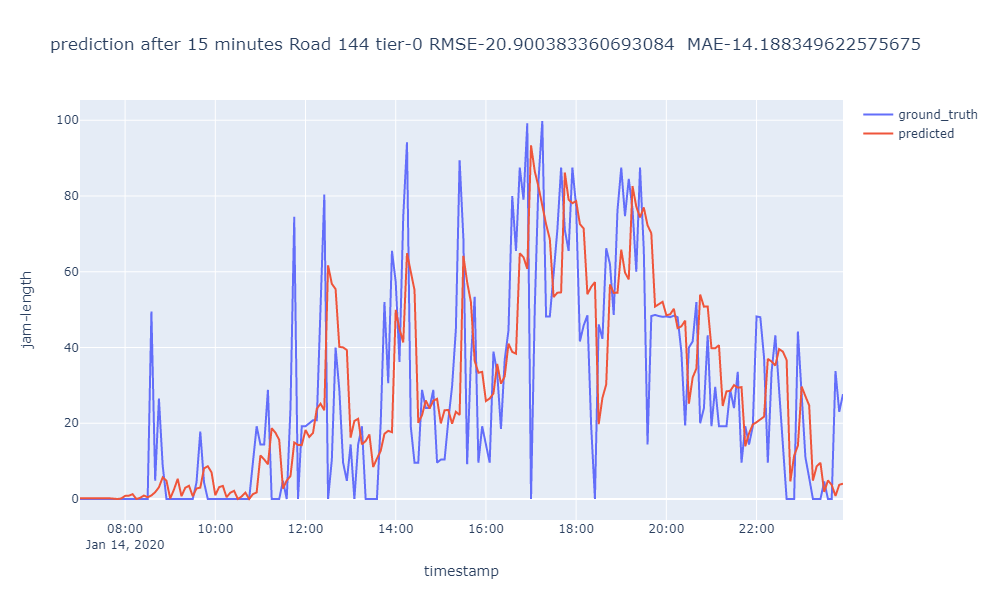 prediction after 15 minutes Road 144 tier-0 RMSE-20.900383360693084 MAE-14.188349622575675
ground_truth
predicted
100
80
60
40
20
0
jam-length
08:00 10:00 12:00 14:00 16:00 18:00 20:00 22:00
Jan 14, 2020
timestamp